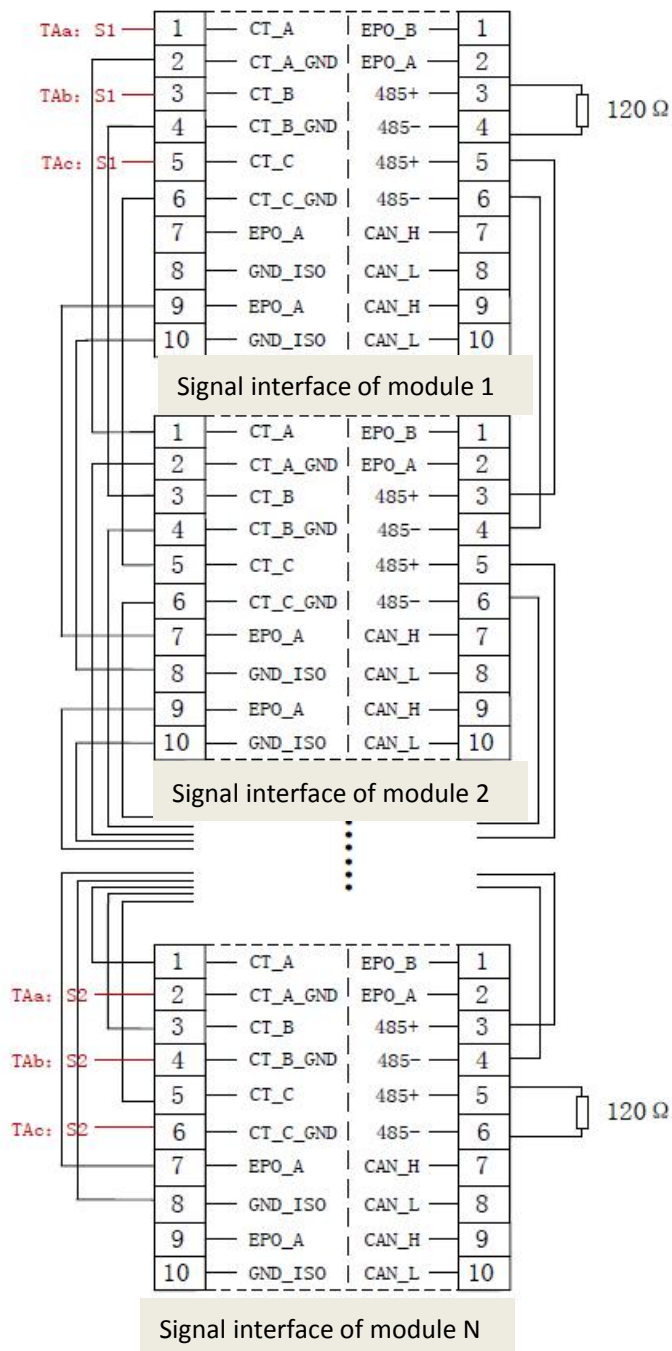 TAa: S1 1 CT_A EPO_B 1
2 CT_A_GND EPO_A 2
TAb: S1 3 CT_B 485+ 3
120 Ω
4 CT_B_GND 485- 4
TAc: S1 5 CT_C 485+ 5
6 CT_C_GND 485- 6
7 EPO_A CAN_H 7
8 GND_ISO CAN_L 8
9 EPO_A CAN_H 9
10 GND_ISO CAN_L 10
Signal interface of module 1
1 CT_A EPO_B 1
2 CT_A_GND EPO_A 2
3 CT_B 485+ 3
4 CT_B_GND 485- 4
5 CT_C 485+ 5
6 CT_C_GND 485- 6
7 EPO_A CAN_H 7
8 GND_ISO CAN_L 8
9 EPO_A CAN_H 9
10 GND_ISO CAN_L 10
Signal interface of module 2
1 CT_A EPO_B 1
TAa: S2 2 CT_A_GND EPO_A 2
3 CT_B 485+ 3
TAb: S2 4 CT_B_GND 485- 4
5 CT_C 485+ 5
120 Ω
TAc: S2 6 CT_C_GND 485- 6
7 EPO_A CAN_H 7
8 GND_ISO CAN_L 8
9 EPO_A CAN_H 9
10 GND_ISO CAN_L 10
Signal interface of module N